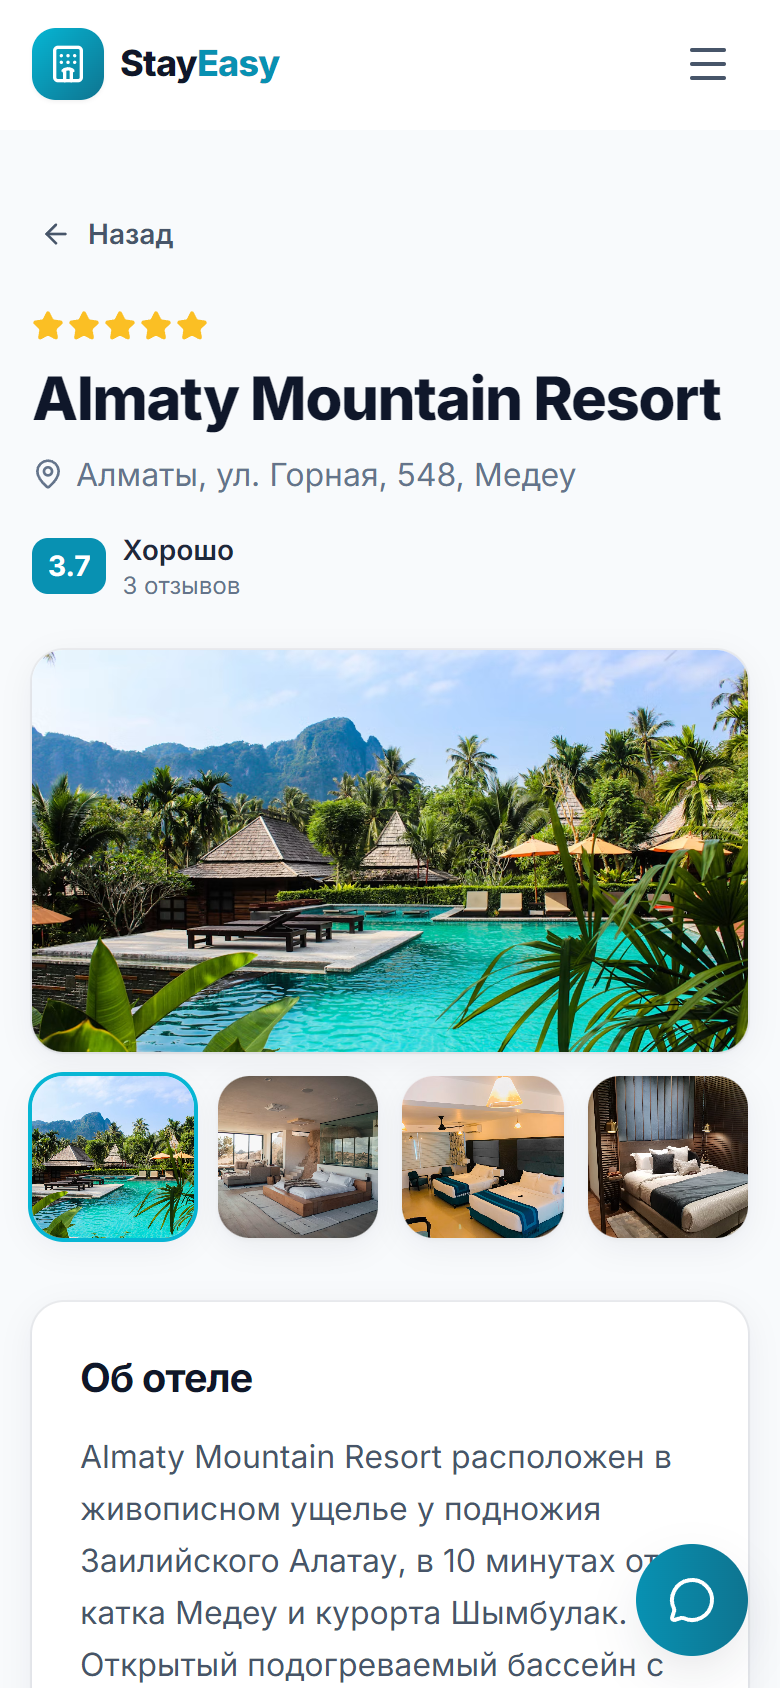 StayEasy
Назад
Almaty Mountain Resort
Алматы, ул. Горная, 548, Медеу
3.7
Хорошо
3 отзывов
Об отеле
Almaty Mountain Resort расположен в
живописном ущелье у подножия
Заилийского Алатау, в 10 минутах от
катка Медеу и курорта Шымбулак.
Открытый подогреваемый бассейн с